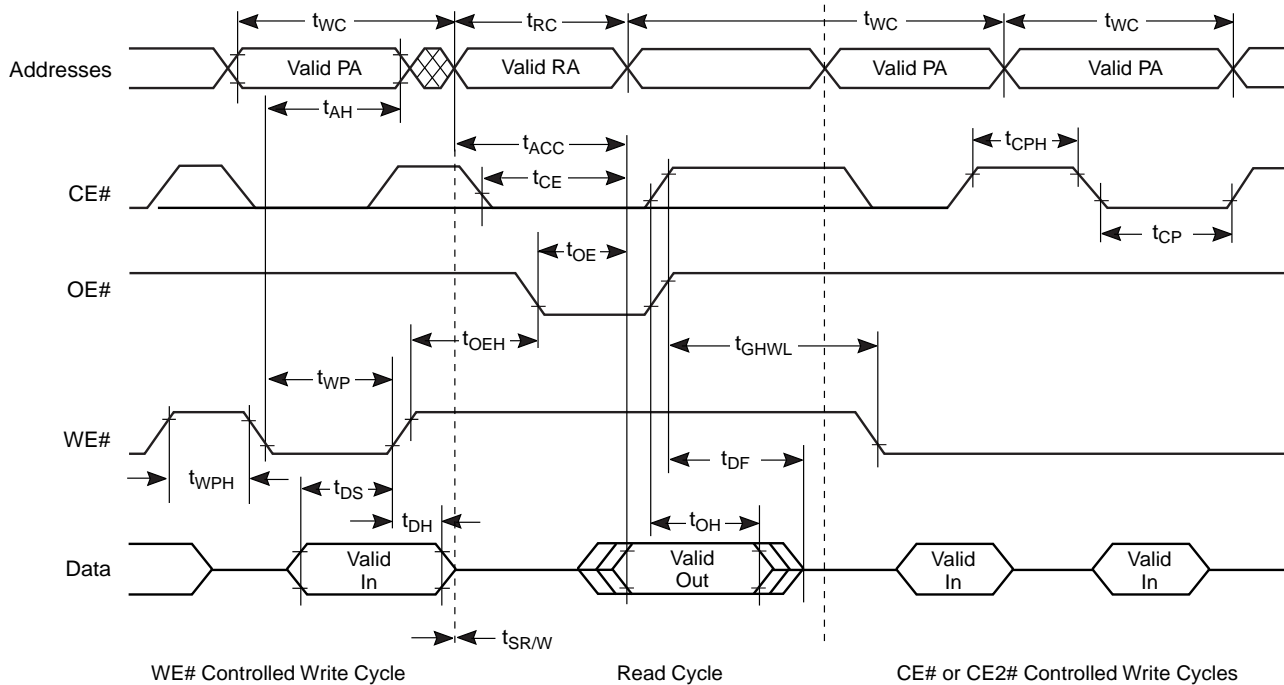 tWC tRC tWC tWC
Addresses Valid PA Valid RA Valid PA Valid PA
tAH
tACC tCPH
tCE
CE#
tOE tCP
OE#
tOEH tGHWL
tWP
WE#
tWPH tDS tDF
tDH tOH
Data Valid In Valid Out Valid In Valid In
tSR/W
WE# Controlled Write Cycle Read Cycle CE# or CE2# Controlled Write Cycles